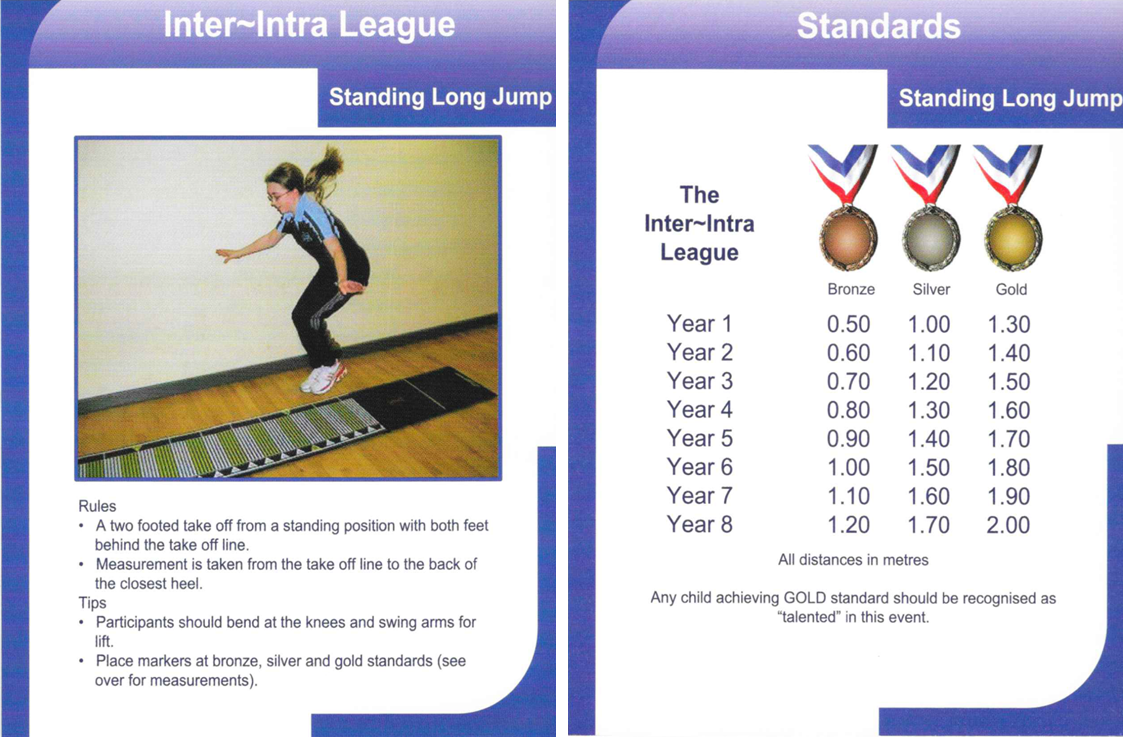 Inter~Intra League
Standing Long Jump
Rules
• A two footed take off from a standing position with both feet
behind the take off line.
• Measurement is taken from the take off line to the back of
the closest heel.
Tips
• Participants should bend at the knees and swing arms for
lift.
• Place markers at bronze, silver and gold standards (see
over for measurements).
Standards
Standing Long Jump
The
Inter~Intra
League
Bronze Silver Gold
Year 1 0.50 1.00 1.30
Year 2 0.60 1.10 1.40
Year 3 0.70 1.20 1.50
Year 4 0.80 1.30 1.60
Year 5 0.90 1.40 1.70
Year 6 1.00 1.50 1.80
Year 7 1.10 1.60 1.90
Year 8 1.20 1.70 2.00
All distances in metres
Any child achieving GOLD standard should be recognised as
“talented” in this event.